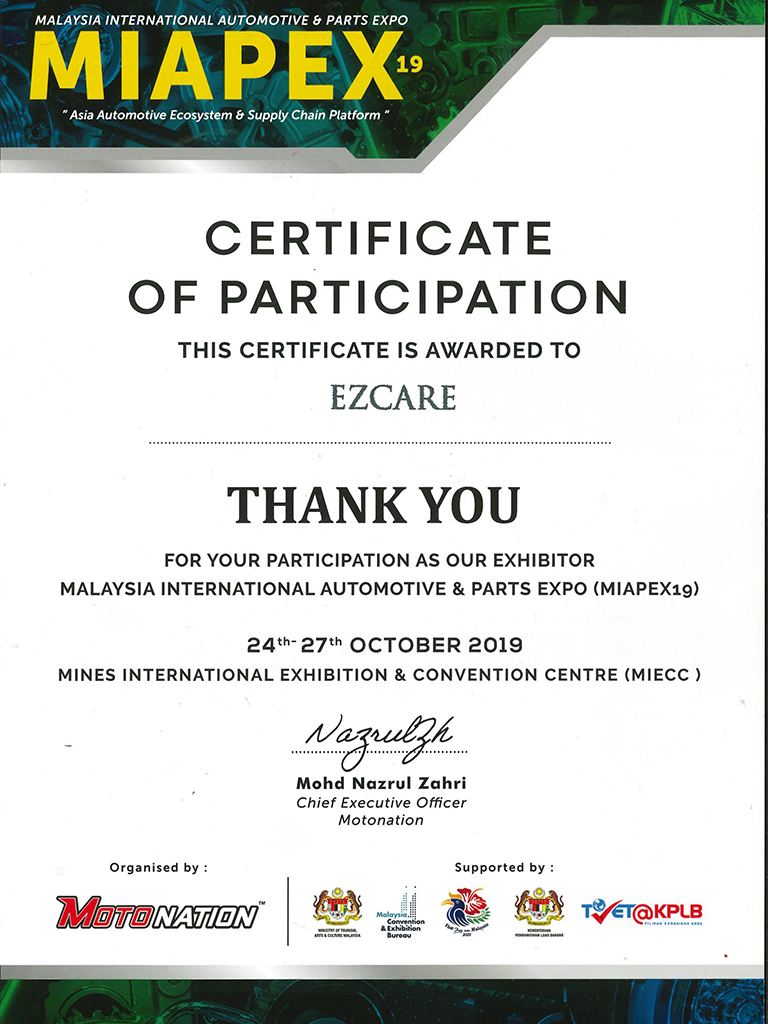 MALAYSIA INTERNATIONAL AUTOMOTIVE & PARTS EXPO
MIAPEX19
" Asia Automotive Ecosystem & Supply Chain Platform "
CERTIFICATE
OF PARTICIPATION
THIS CERTIFICATE IS AWARDED TO
EZCARE
THANK YOU
FOR YOUR PARTICIPATION AS OUR EXHIBITOR
MALAYSIA INTERNATIONAL AUTOMOTIVE & PARTS EXPO (MIAPEX19)
24th- 27th OCTOBER 2019
MINES INTERNATIONAL EXHIBITION & CONVENTION CENTRE (MIECC )
NazrulZh
Mohd Nazrul Zahri
Chief Executive Officer
Motonation
Organised by :
MOTONATION™
Supported by :
MINISTRY OF TOURISM,
ARTS & CULTURE MALAYSIA
Malaysia
Convention
& Exhibition
Bureau
Visit Truly Asia Malaysia
2020
KEMENTERIAN
PEMBANGUNAN LUAR BANDAR
TVET@KPLB
PILIHAN KERJAYA